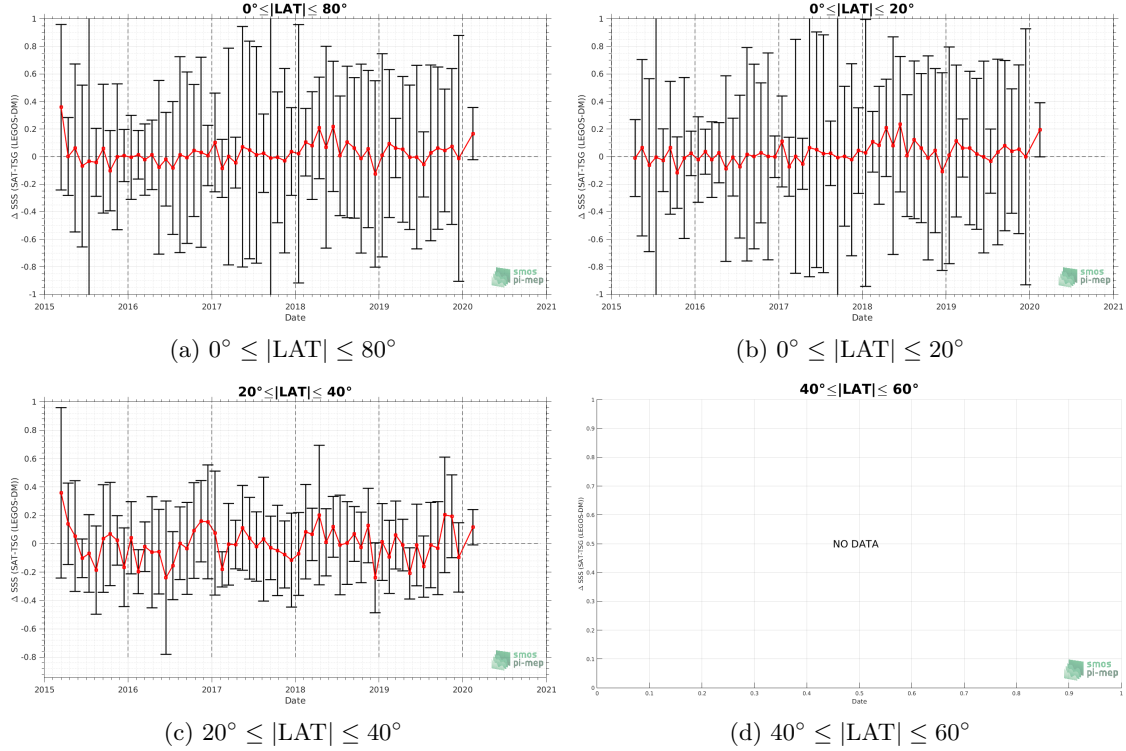 0°≤|LAT|≤ 80°
Δ SSS (SAT-TSG (LEGOS-DM))
1
0.8
0.6
0.4
0.2
0
-0.2
-0.4
-0.6
-0.8
-1
2015 2016 2017 2018 2019 2020 2021
Date
smos
pi-mep
(a) 0° ≤ |LAT| ≤ 80°
0°≤|LAT|≤ 20°
Δ SSS (SAT-TSG (LEGOS-DM))
1
0.8
0.6
0.4
0.2
0
-0.2
-0.4
-0.6
-0.8
-1
2015 2016 2017 2018 2019 2020 2021
Date
smos
pi-mep
(b) 0° ≤ |LAT| ≤ 20°
20°≤|LAT|≤ 40°
Δ SSS (SAT-TSG (LEGOS-DM))
1
0.8
0.6
0.4
0.2
0
-0.2
-0.4
-0.6
-0.8
2015 2016 2017 2018 2019 2020 2021
Date
smos
pi-mep
(c) 20° ≤ |LAT| ≤ 40°
40°≤|LAT|≤ 60°
Δ SSS (SAT-TSG (LEGOS-DM))
1
0.9
0.8
0.7
0.6
0.5
0.4
0.3
0.2
0.1
0
NO DATA
0 0.1 0.2 0.3 0.4 0.5 0.6 0.7 0.8 0.9 1
Date
smos
pi-mep
(d) 40° ≤ |LAT| ≤ 60°